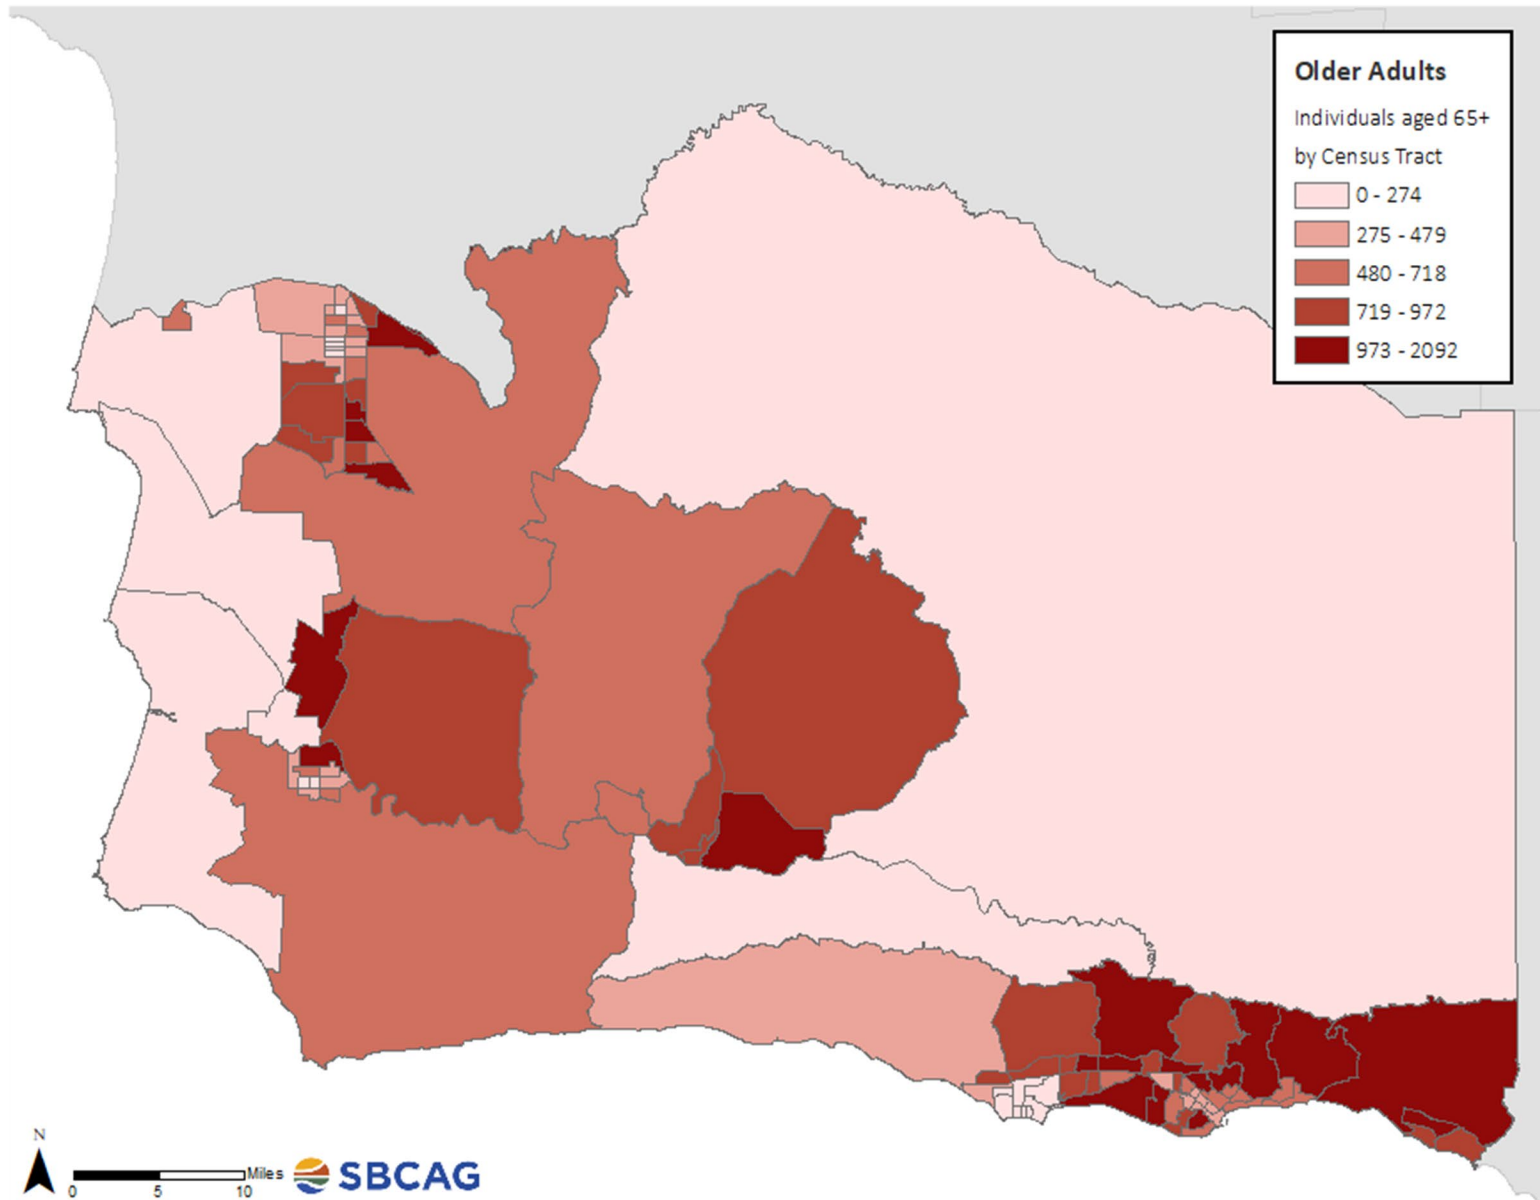 Older Adults
Individuals aged 65+
by Census Tract
0 - 274
275 - 479
480 - 718
719 - 972
973 - 2092
N
Miles
0 5 10
SBCAG